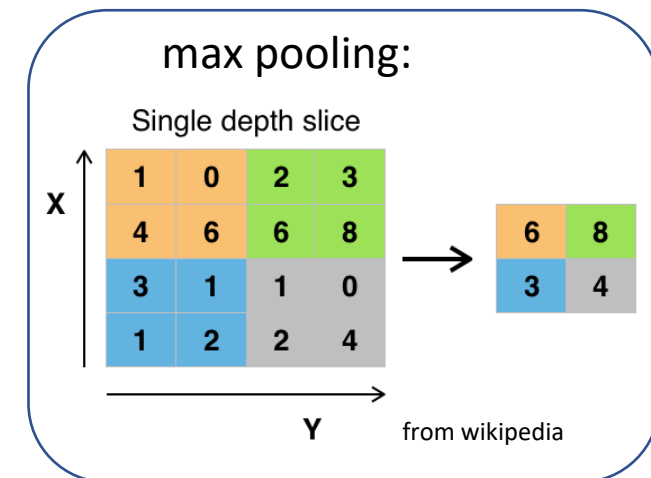 max pooling:
Single depth slice
X
1 0 2 3
4 6 6 8
3 1 1 0
1 2 2 4
6 8
3 4
Y
from wikipedia